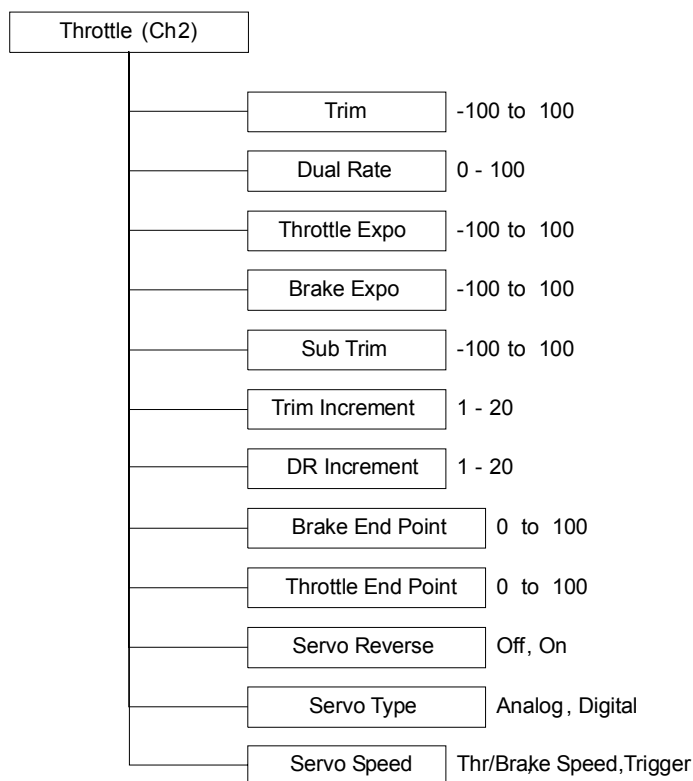 Throttle (Ch2)
Trim -100 to 100
Dual Rate 0 - 100
Throttle Expo -100 to 100
Brake Expo -100 to 100
Sub Trim -100 to 100
Trim Increment 1 - 20
DR Increment 1 - 20
Brake End Point 0 to 100
Throttle End Point 0 to 100
Servo Reverse Off, On
Servo Type Analog, Digital
Servo Speed Thr/Brake Speed,Trigger